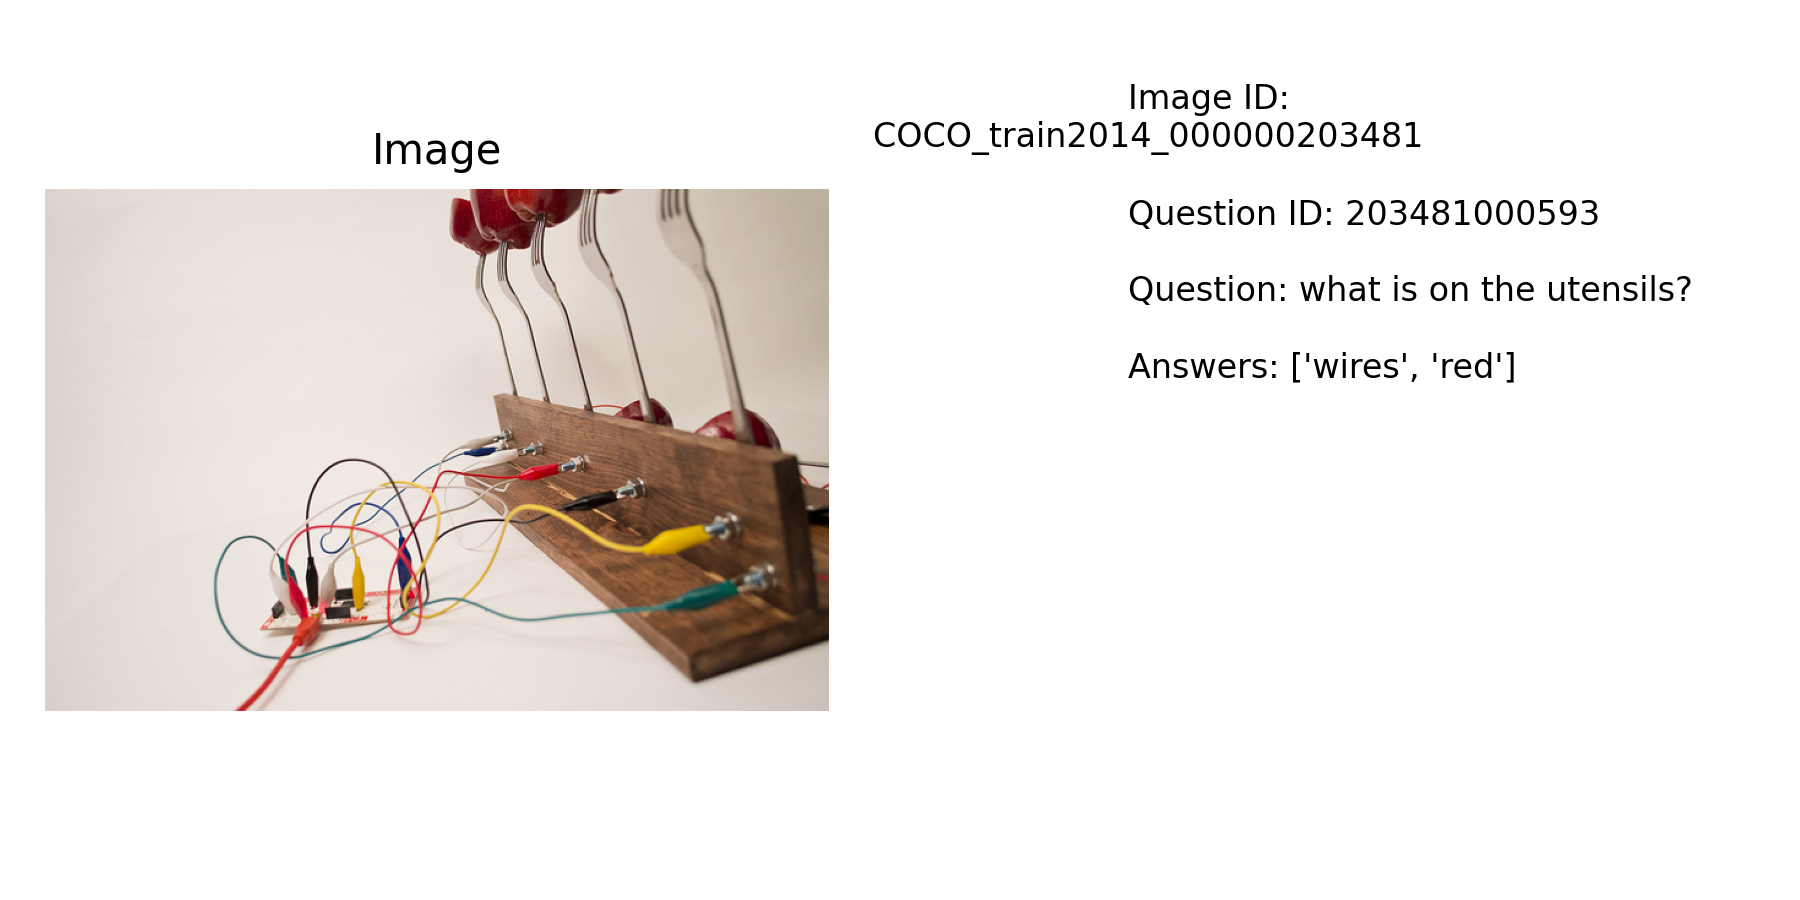 Image
Image ID:
COCO_train2014_000000203481
Question ID: 203481000593
Question: what is on the utensils?
Answers: ['wires', 'red']